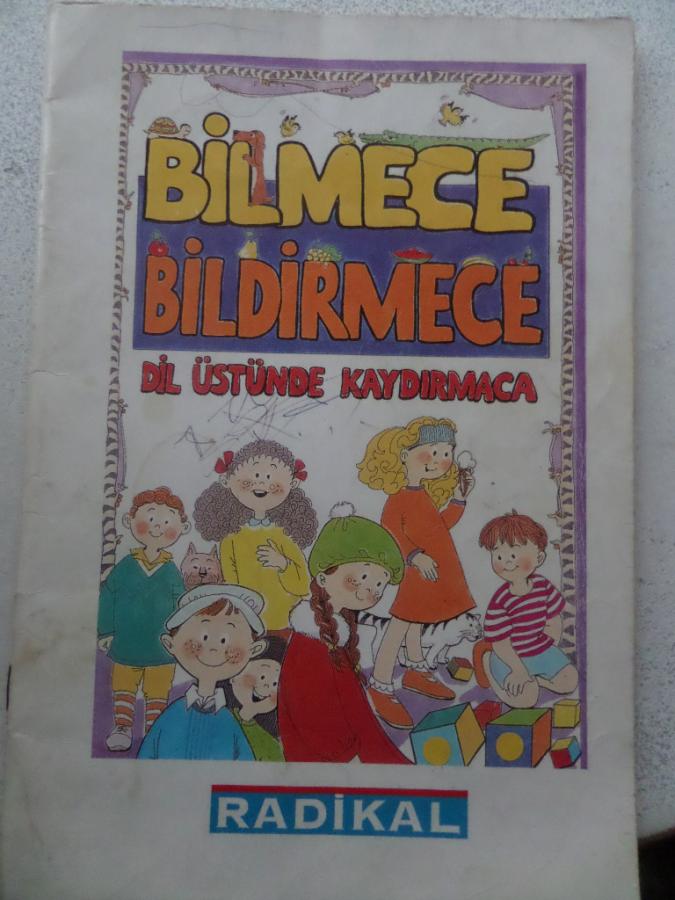 BİLMECE
BİLDİRMECE
DİL ÜSTÜNDE KAYDIRMACA
RADİKAL